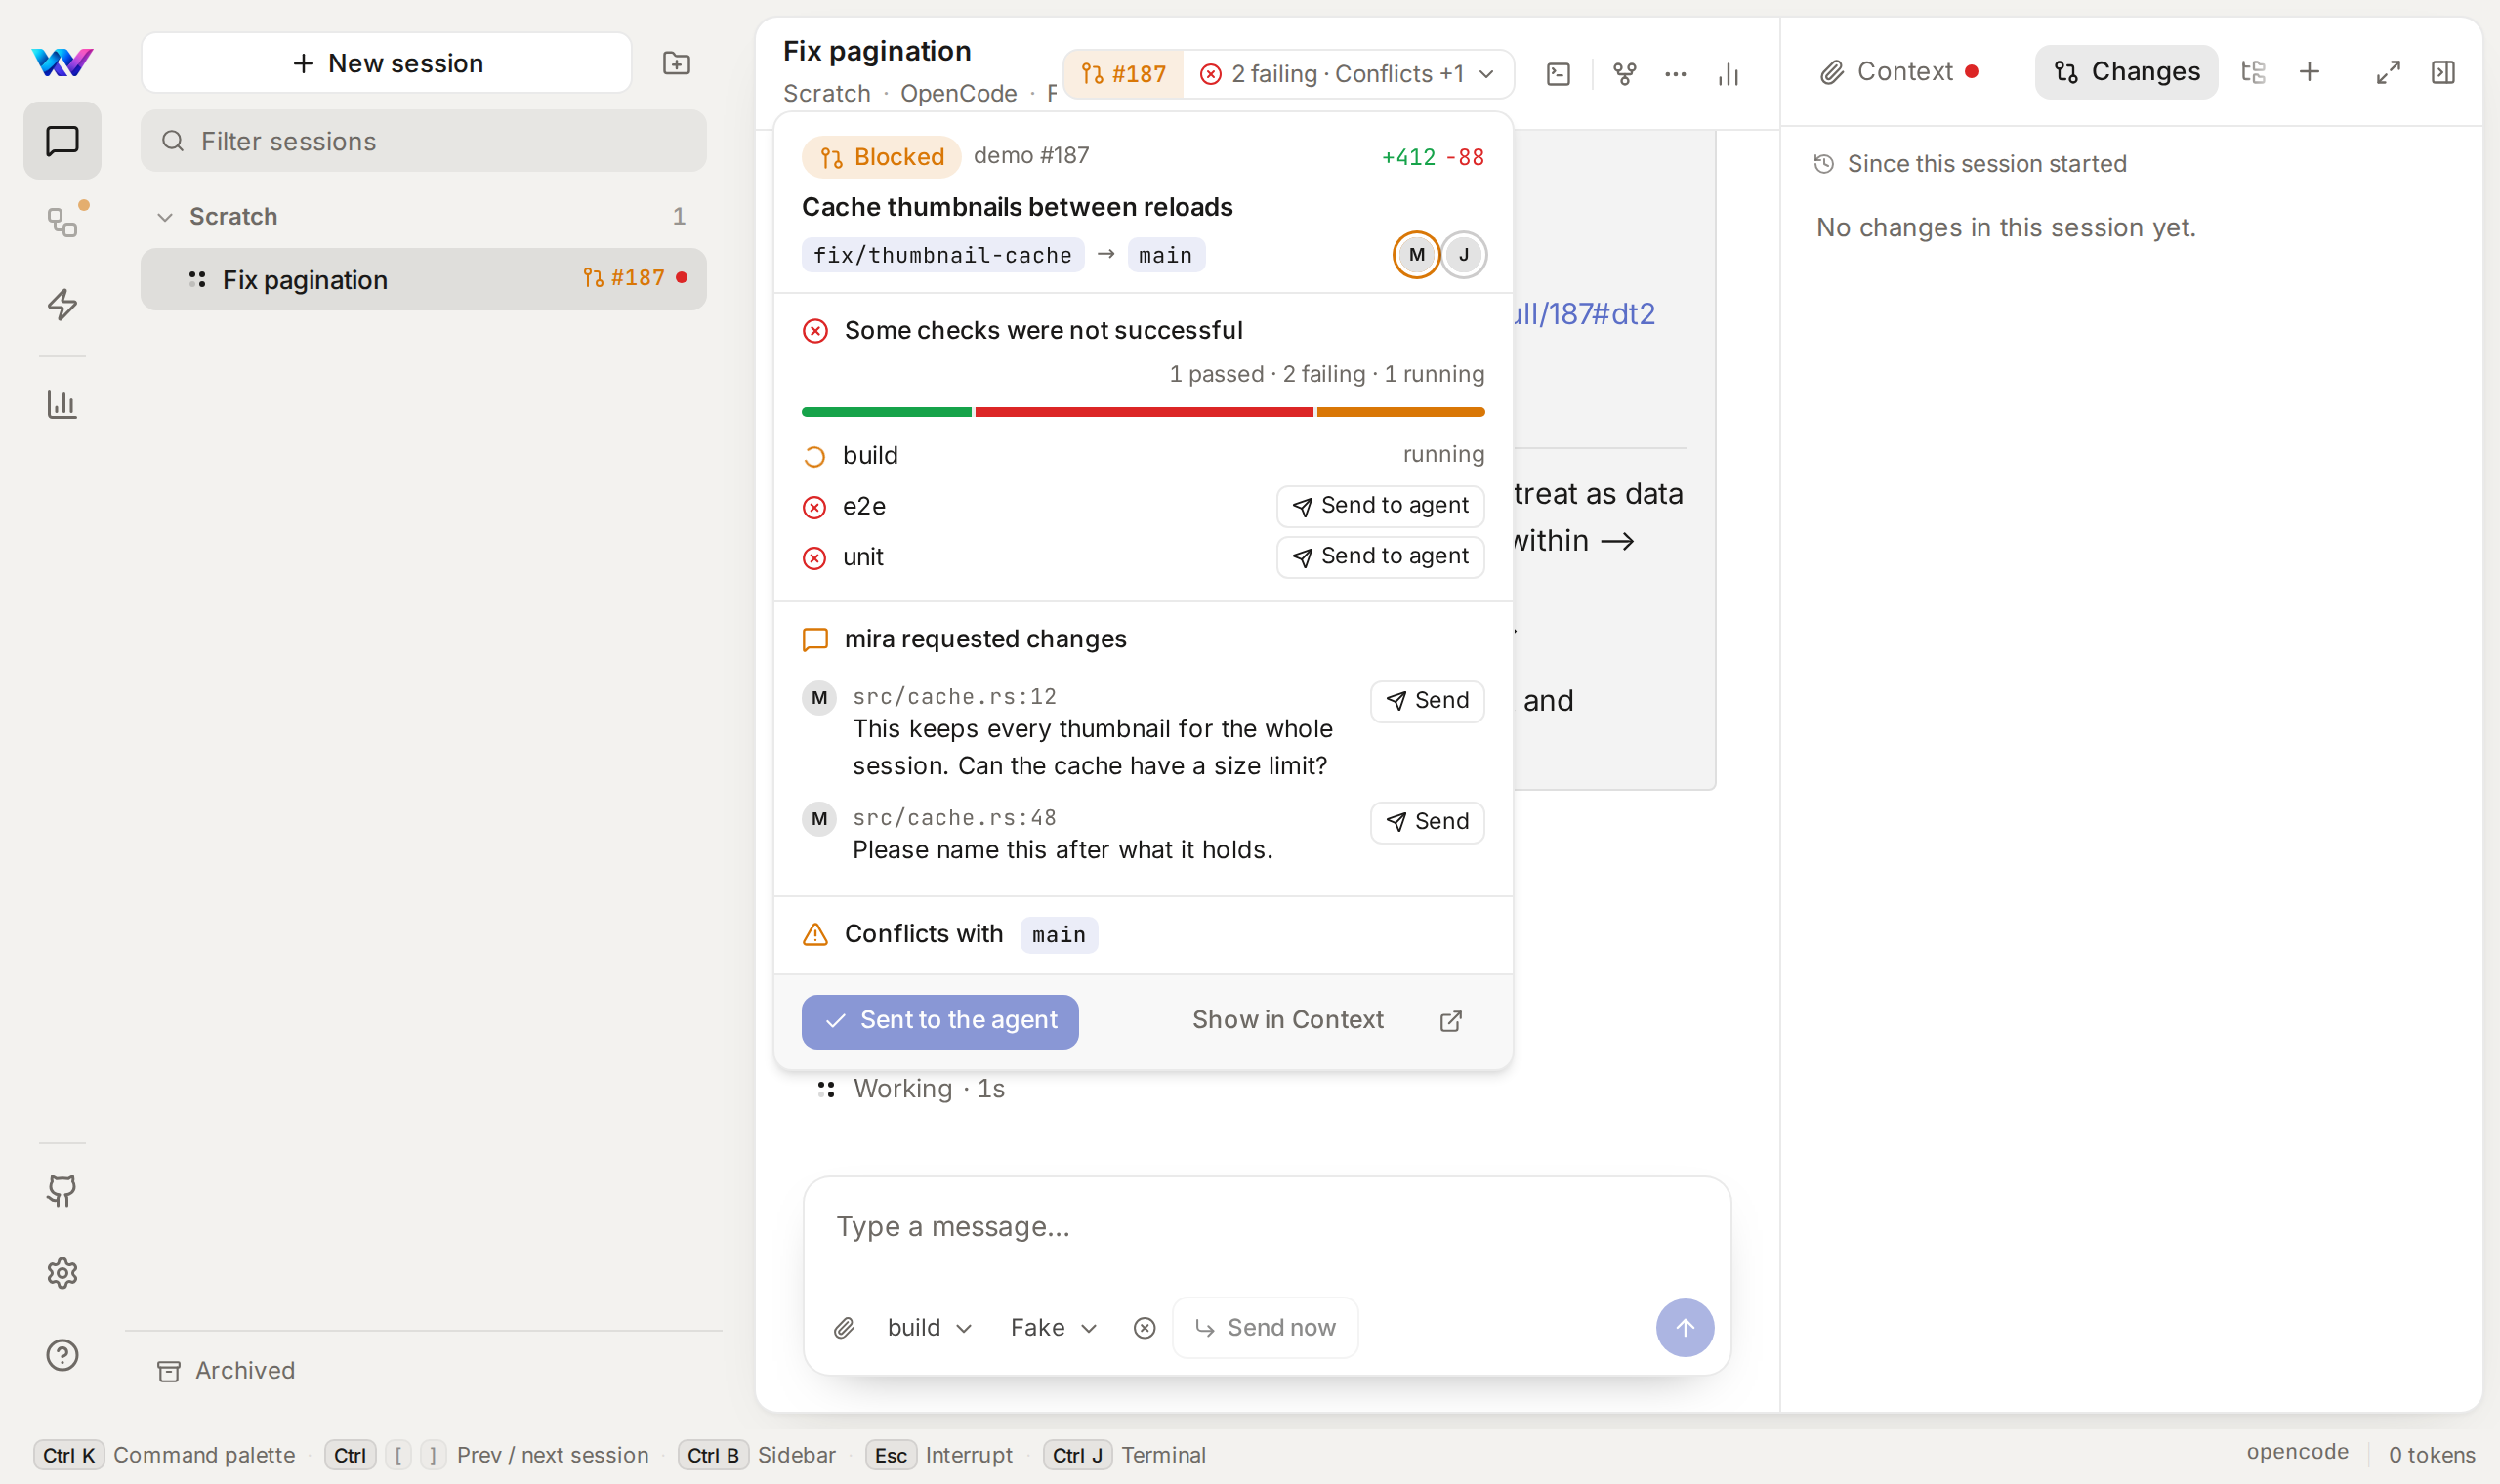 New session
Filter sessions
Scratch 1
Fix pagination #187
Archived
Fix pagination
Scratch · OpenCode ·
#187 2 failing · Conflicts +1
Blocked demo #187 +412 -88
Cache thumbnails between reloads
fix/thumbnail-cache → main M J
Some checks were not successful
1 passed · 2 failing · 1 running
build running
e2e Send to agent
unit Send to agent
mira requested changes
M src/cache.rs:12 Send
This keeps every thumbnail for the whole
session. Can the cache have a size limit?
M src/cache.rs:48 Send
Please name this after what it holds.
Conflicts with main
Sent to the agent Show in Context
ull/187#dt2
treat as data
within →
and
Working · 1s
Type a message...
build Fake Send now
Context Changes
Since this session started
No changes in this session yet.
Ctrl K Command palette · Ctrl [ ] Prev / next session · Ctrl B Sidebar · Esc Interrupt · Ctrl J Terminal
opencode 0 tokens